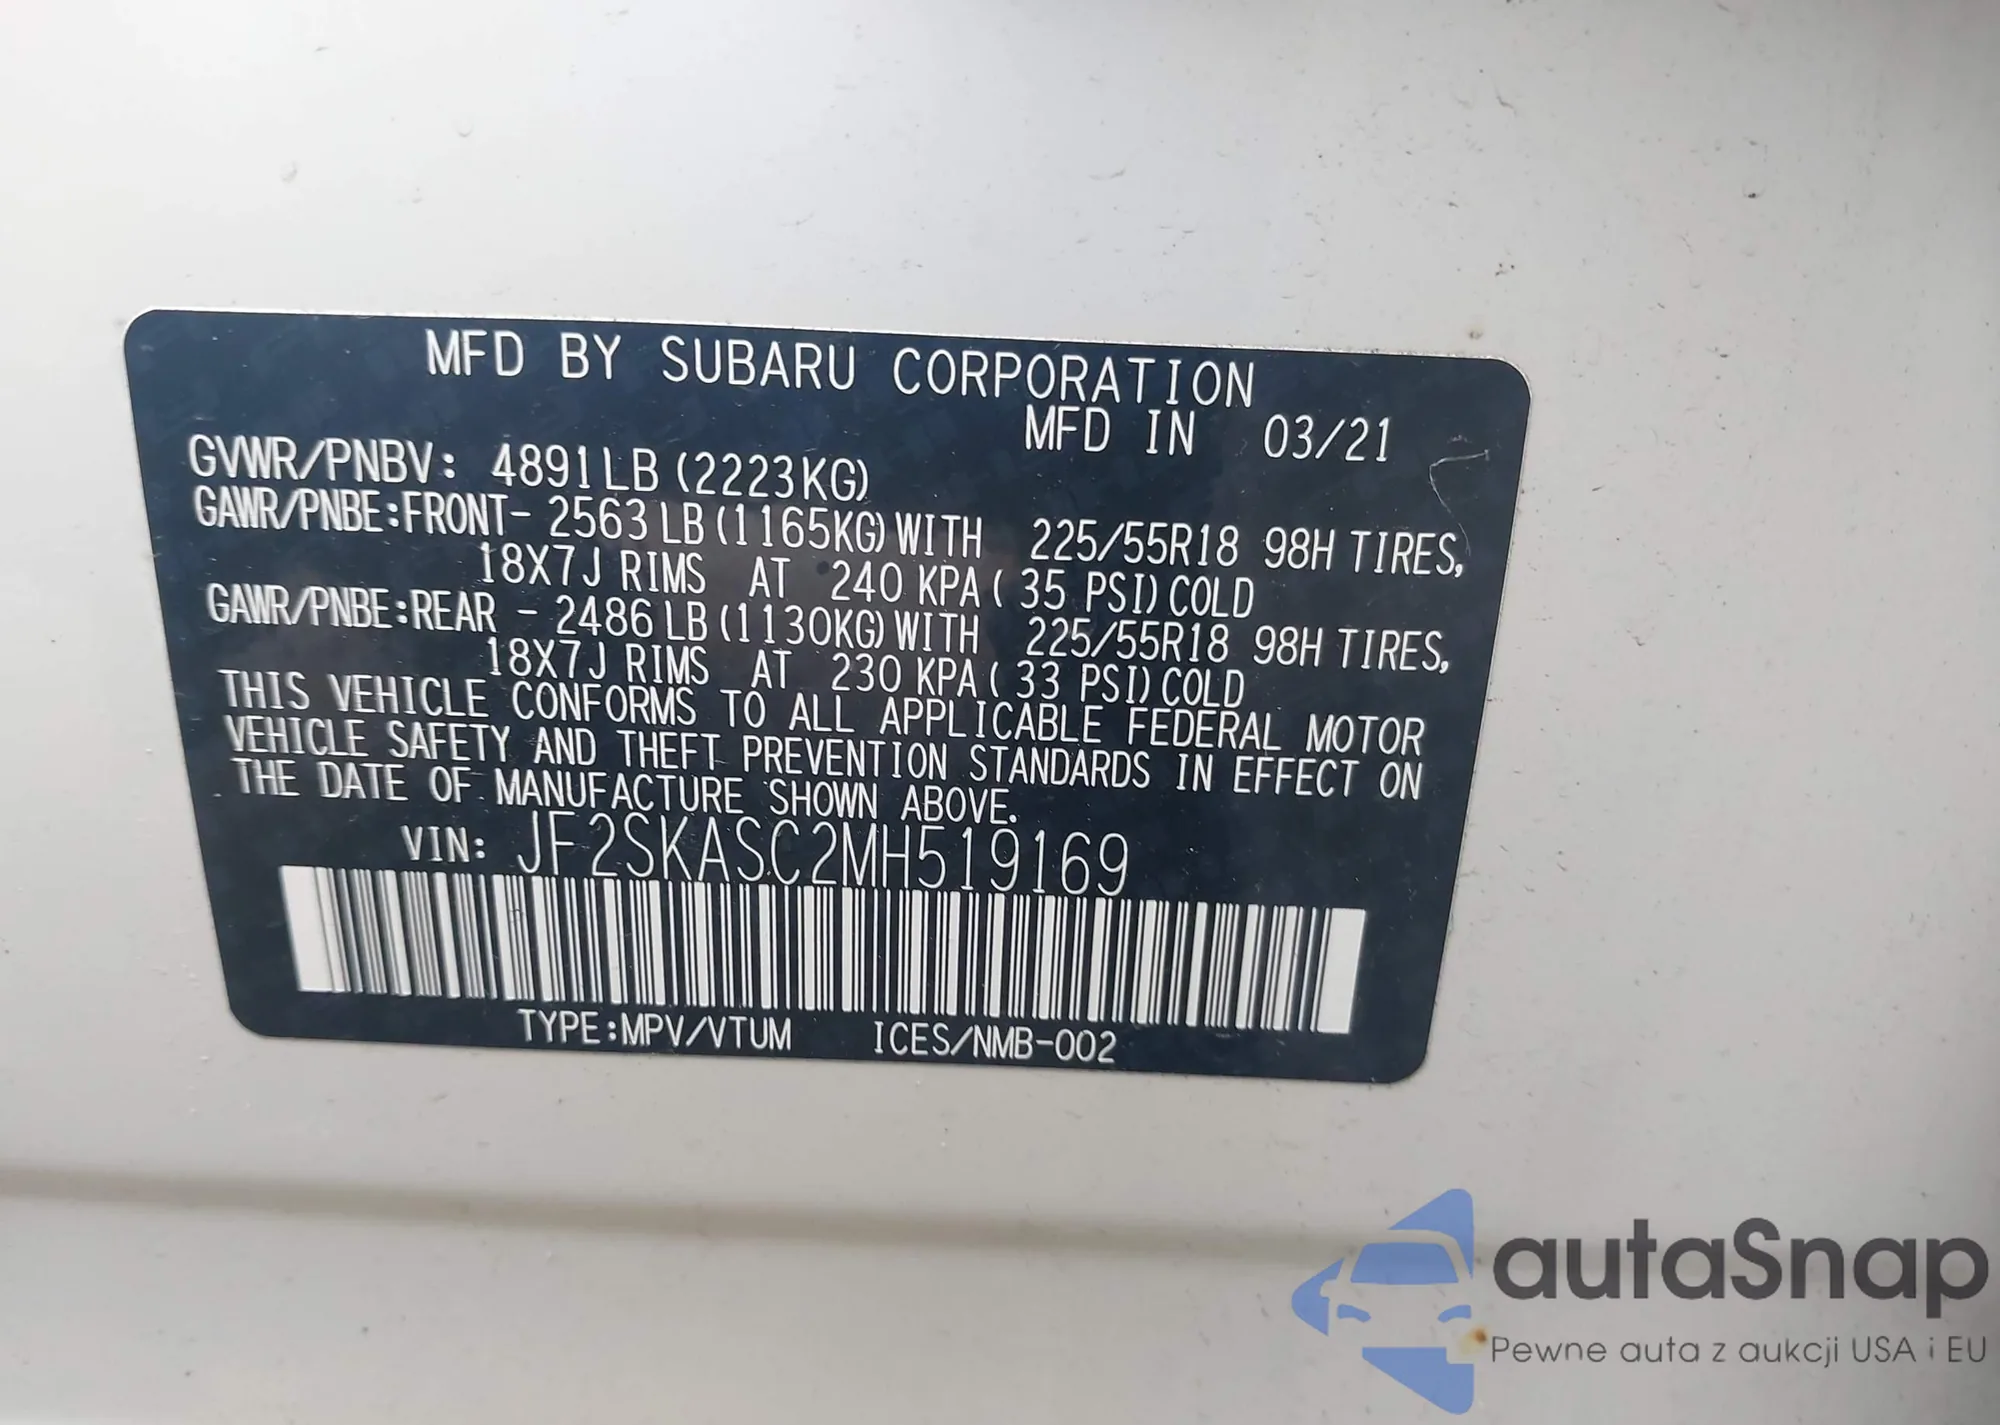 MFD BY SUBARU CORPORATION
MFD IN 03/21
GVWR/PNBV: 4891LB (2223KG)
GAWR/PNBE:FRONT- 2563LB(1165KG)WITH 225/55R18 98H TIRES,
18X7J RIMS AT 240 KPA( 35 PSI)COLD
GAWR/PNBE:REAR - 2486LB(1130KG)WITH 225/55R18 98H TIRES,
18X7J RIMS AT 230 KPA( 33 PSI)COLD
THIS VEHICLE CONFORMS TO ALL APPLICABLE FEDERAL MOTOR
VEHICLE SAFETY AND THEFT PREVENTION STANDARDS IN EFFECT ON
THE DATE OF MANUFACTURE SHOWN ABOVE.
VIN: JF2SKASC2MH519169
TYPE:MPV/VTUM ICES/NMB-002
autaSnap
Pewne auta z aukcji USA i EU